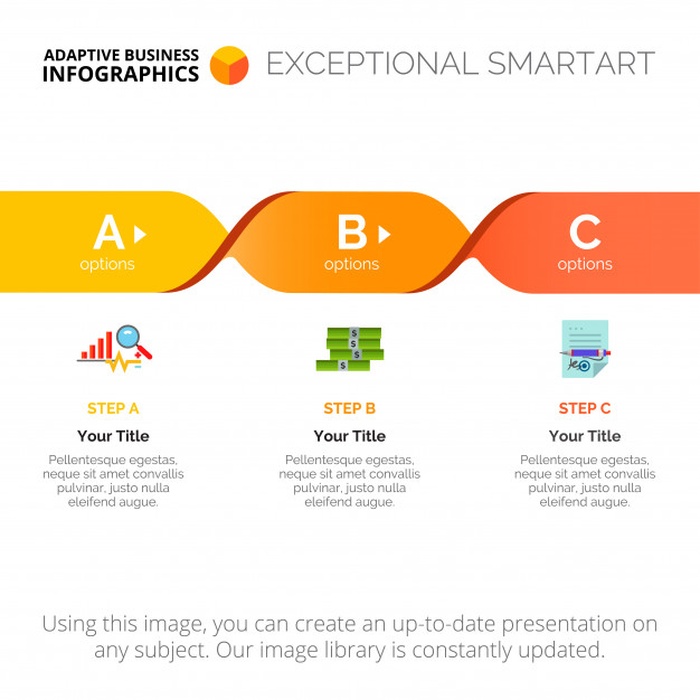 ADAPTIVE BUSINESS
INFOGRAPHICS
EXCEPTIONAL SMARTART
A
options
B
options
C
options
$
$
$
$
STEP A
Your Title
Pellentesque egestas,
neque sit amet convallis
pulvinar, justo nulla
eleifend augue.
STEP B
Your Title
Pellentesque egestas,
neque sit amet convallis
pulvinar, justo nulla
eleifend augue.
STEP C
Your Title
Pellentesque egestas,
neque sit amet convallis
pulvinar, justo nulla
eleifend augue.
Using this image, you can create an up-to-date presentation on
any subject. Our image library is constantly updated.